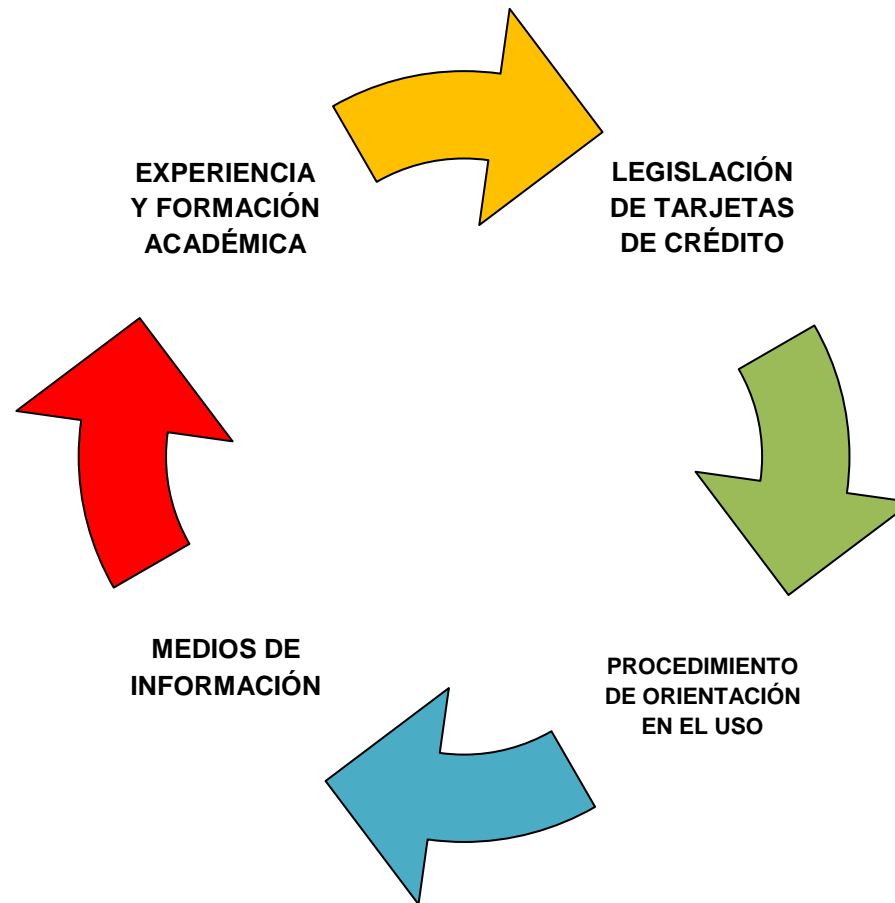 EXPERIENCIA
Y FORMACIÓN
ACADÉMICA
LEGISLACIÓN
DE TARJETAS
DE CRÉDITO
PROCEDIMIENTO
DE ORIENTACIÓN
EN EL USO
MEDIOS DE
INFORMACIÓN